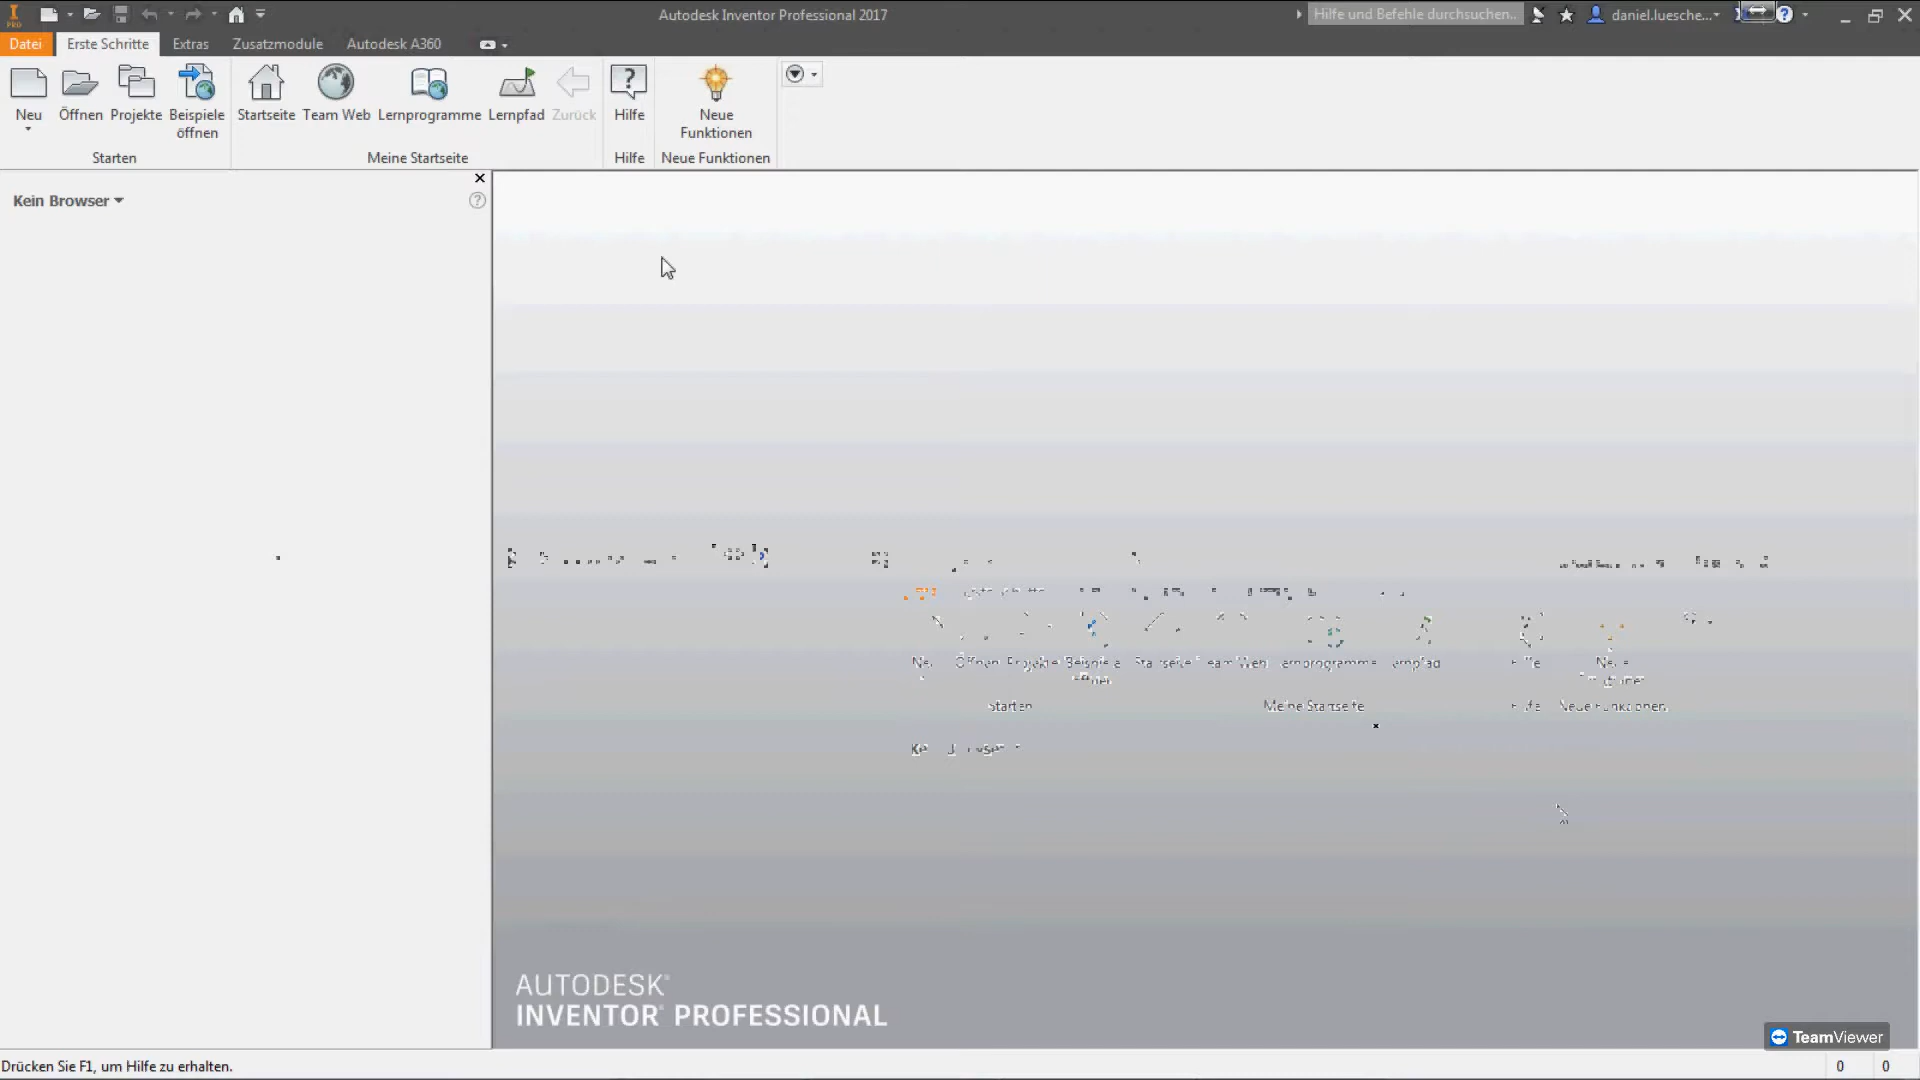 PRO
Autodesk Inventor Professional 2017
Hilfe und Befehle durchsuchen...
daniel.luesche...
Datei Erste Schritte Extras Zusatzmodule Autodesk A360
Neu Öffnen Projekte Beispiele öffnen
Startseite Team Web Lernprogramme Lernpfad Zurück
Hilfe
Neue Funktionen
Starten Meine Startseite Hilfe Neue Funktionen
Kein Browser
Starten Meine Startseite
AUTODESK®
INVENTOR® PROFESSIONAL
TeamViewer
Drücken Sie F1, um Hilfe zu erhalten.
0 0